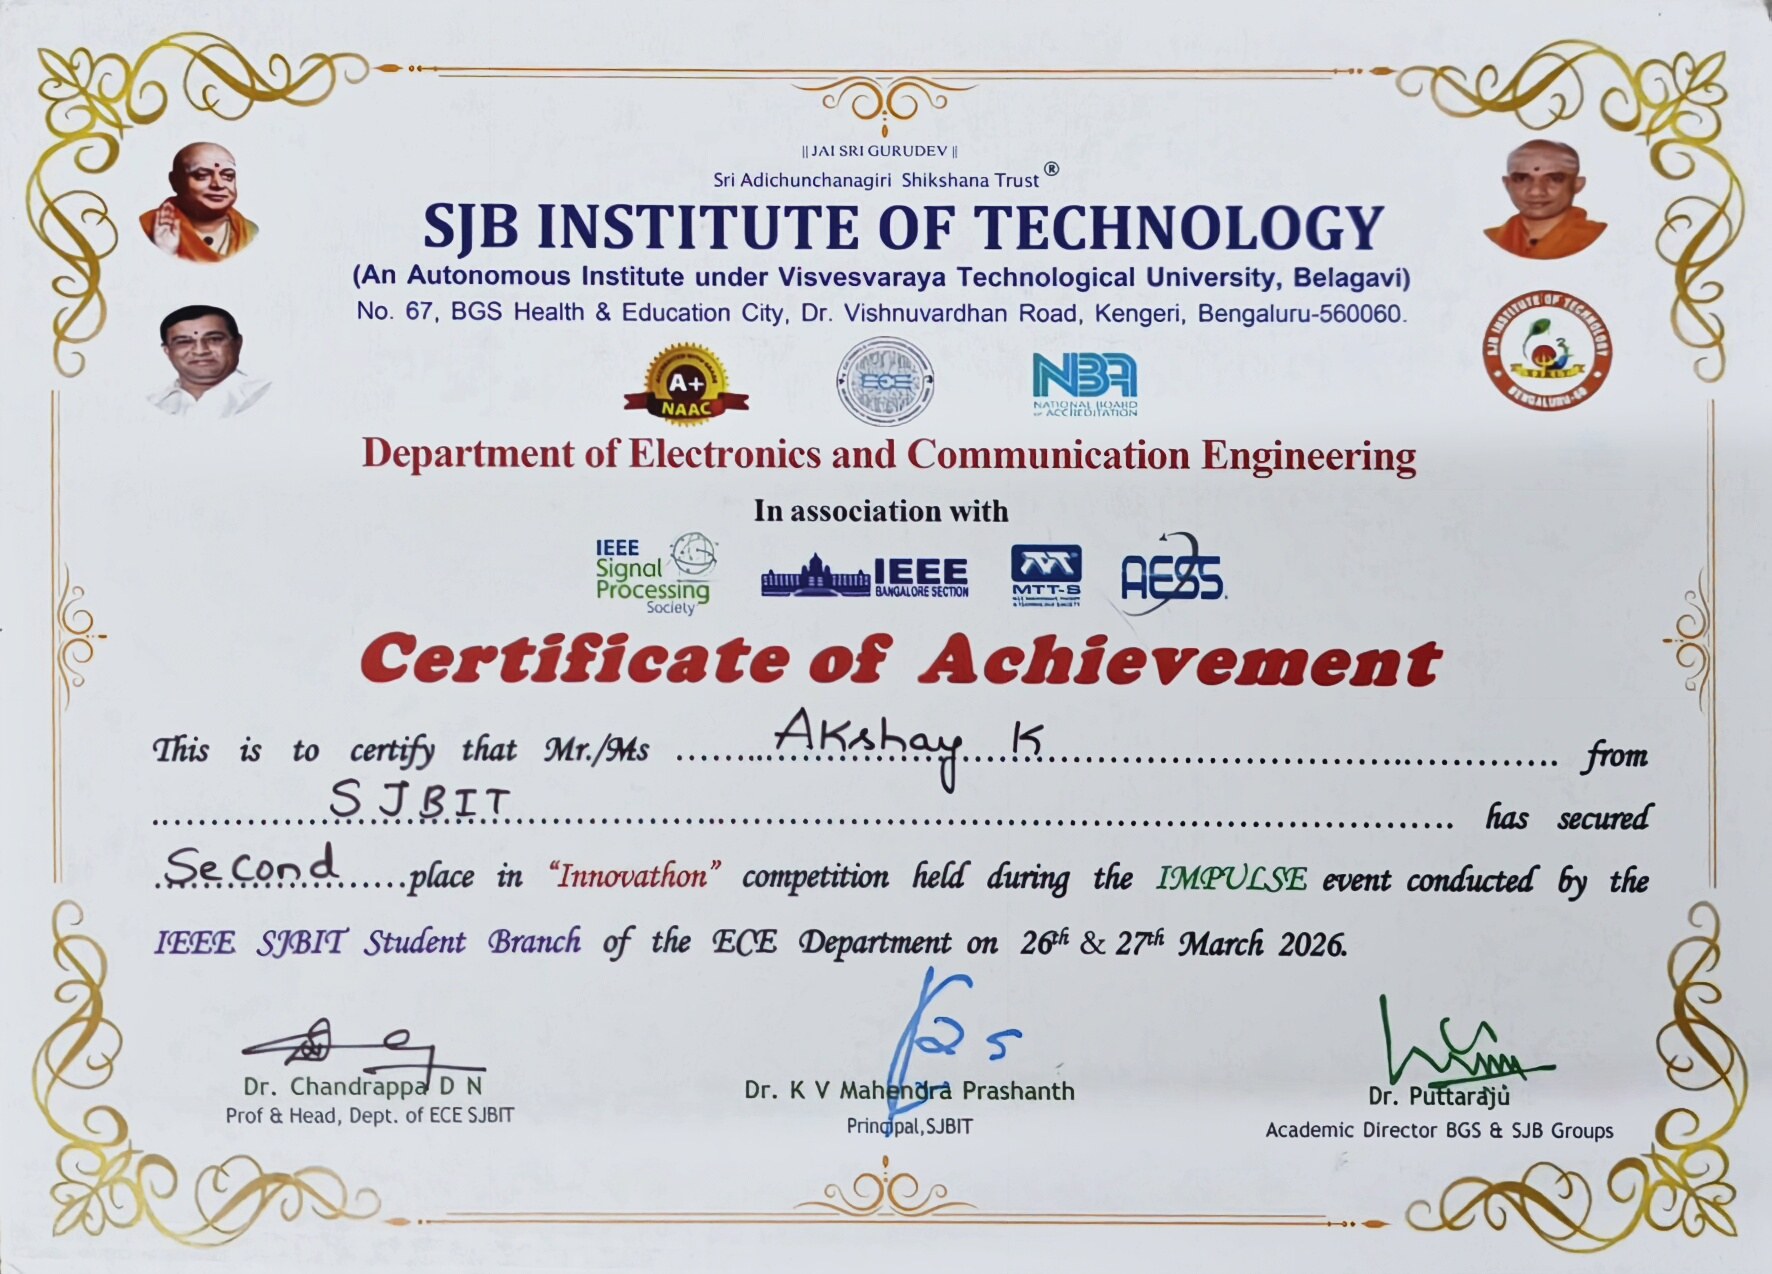 || JAI SRI GURUDEV ||
Sri Adichunchanagiri Shikshana Trust ®
SJB INSTITUTE OF TECHNOLOGY
(An Autonomous Institute under Visvesvaraya Technological University, Belagavi)
No. 67, BGS Health & Education City, Dr. Vishnuvardhan Road, Kengeri, Bengaluru-560060.
SJB INSTITUTE OF TECHNOLOGY
BENGALURU-60
A+
NAAC
NBA
NATIONAL BOARD
OF ACCREDITATION
Department of Electronics and Communication Engineering
In association with
IEEE
Signal
Processing
Society
IEEE
BANGALORE SECTION
MTT-S
AESS
Certificate of Achievement
This is to certify that Mr./Ms ........Akshay K........ from
........SJBIT........ has secured
.Second......place in “Innovathon” competition held during the IMPULSE event conducted by the
IEEE SJBIT Student Branch of the ECE Department on 26th & 27th March 2026.
Dr. Chandrappa D N
Prof & Head, Dept. of ECE SJBIT
Dr. K V Mahendra Prashanth
Principal,SJBIT
Dr. Puttaraju
Academic Director BGS & SJB Groups